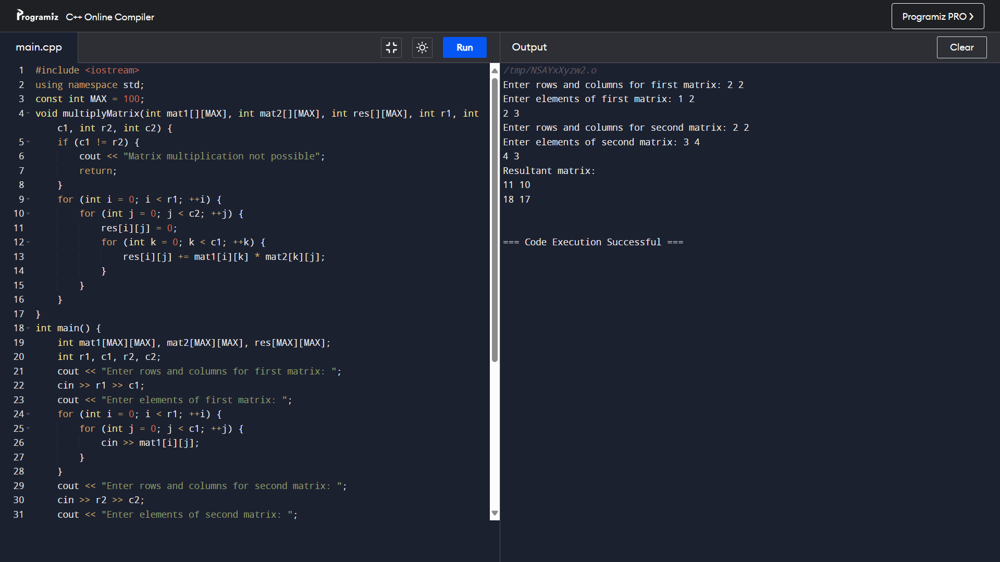 Programiz C++ Online Compiler
Programiz PRO ❯
main.cpp
Run
1 #include <iostream>
2 using namespace std;
3 const int MAX = 100;
4 void multiplyMatrix(int mat1[][MAX], int mat2[][MAX], int res[][MAX], int r1, int
c1, int r2, int c2) {
5     if (c1 != r2) {
6         cout << "Matrix multiplication not possible";
7         return;
8     }
9     for (int i = 0; i < r1; ++i) {
10         for (int j = 0; j < c2; ++j) {
11             res[i][j] = 0;
12             for (int k = 0; k < c1; ++k) {
13                 res[i][j] += mat1[i][k] * mat2[k][j];
14             }
15         }
16     }
17 }
18 int main() {
19     int mat1[MAX][MAX], mat2[MAX][MAX], res[MAX][MAX];
20     int r1, c1, r2, c2;
21     cout << "Enter rows and columns for first matrix: ";
22     cin >> r1 >> c1;
23     cout << "Enter elements of first matrix: ";
24     for (int i = 0; i < r1; ++i) {
25         for (int j = 0; j < c1; ++j) {
26             cin >> mat1[i][j];
27         }
28     }
29     cout << "Enter rows and columns for second matrix: ";
30     cin >> r2 >> c2;
31     cout << "Enter elements of second matrix: ";
Output
Clear
/tmp/NSAYxXyzw2.o
Enter rows and columns for first matrix: 2 2
Enter elements of first matrix: 1 2
2 3
Enter rows and columns for second matrix: 2 2
Enter elements of second matrix: 3 4
4 3
Resultant matrix:
11 10
18 17
=== Code Execution Successful ===